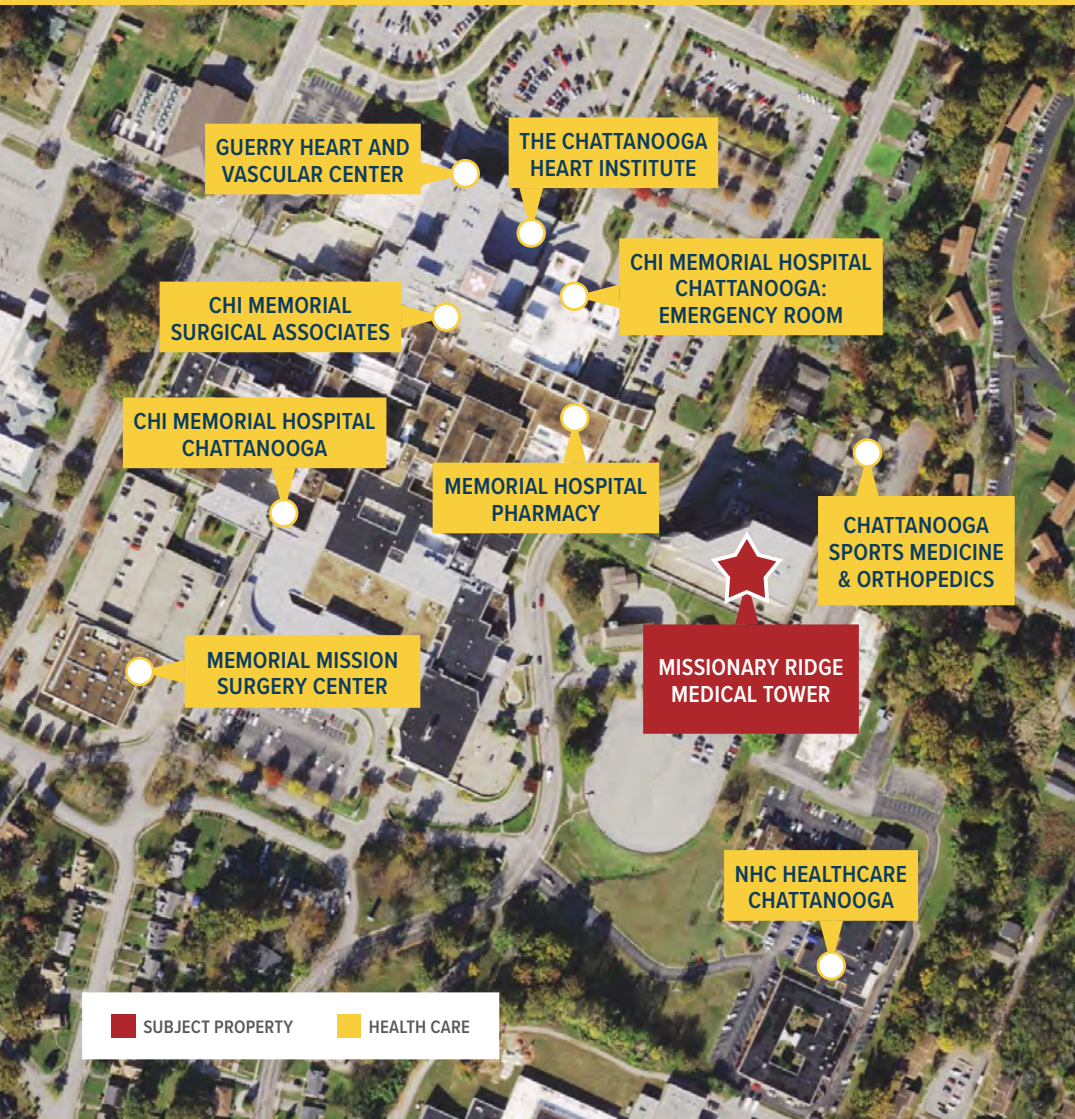 GUERRY HEART AND
VASCULAR CENTER
THE CHATTANOOGA
HEART INSTITUTE
CHI MEMORIAL HOSPITAL
CHATTANOOGA:
EMERGENCY ROOM
CHI MEMORIAL
SURGICAL ASSOCIATES
CHI MEMORIAL HOSPITAL
CHATTANOOGA
MEMORIAL HOSPITAL
PHARMACY
CHATTANOOGA
SPORTS MEDICINE
& ORTHOPEDICS
MEMORIAL MISSION
SURGERY CENTER
MISSIONARY RIDGE
MEDICAL TOWER
NHC HEALTHCARE
CHATTANOOGA
SUBJECT PROPERTY
HEALTH CARE